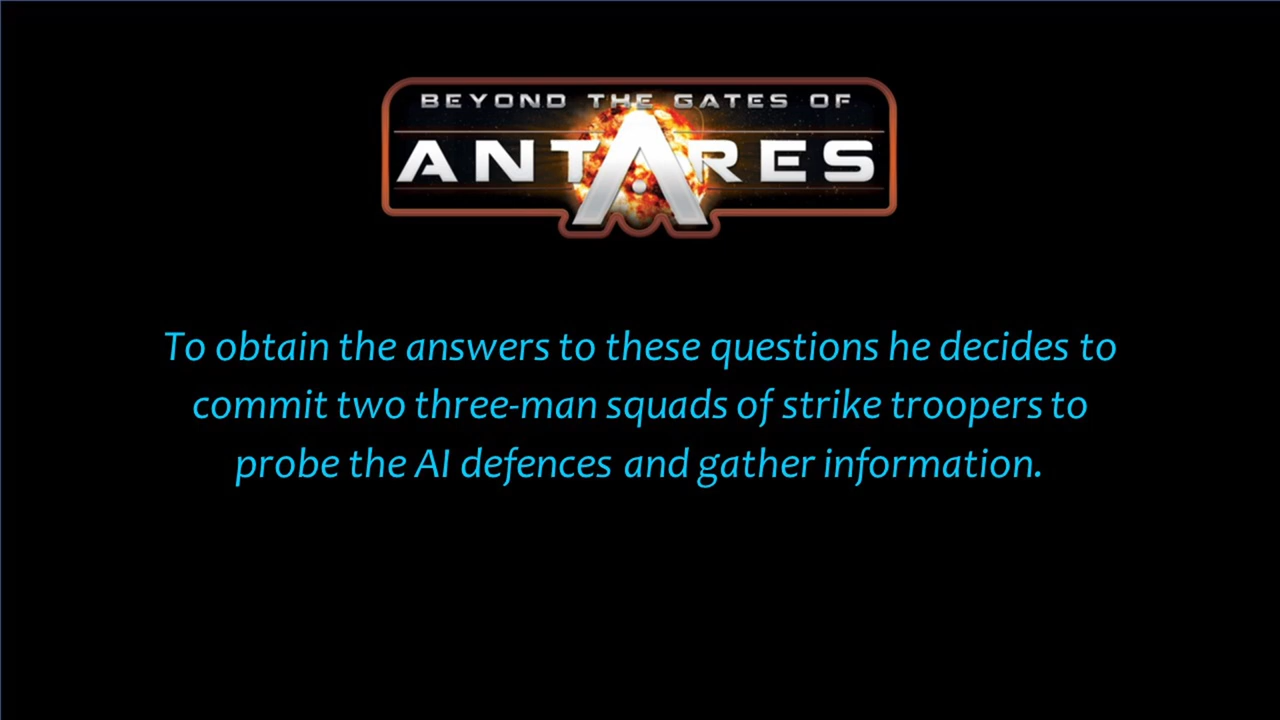 BEYOND THE GATES OF
ANTARES
To obtain the answers to these questions he decides to
commit two three-man squads of strike troopers to
probe the AI defences and gather information.